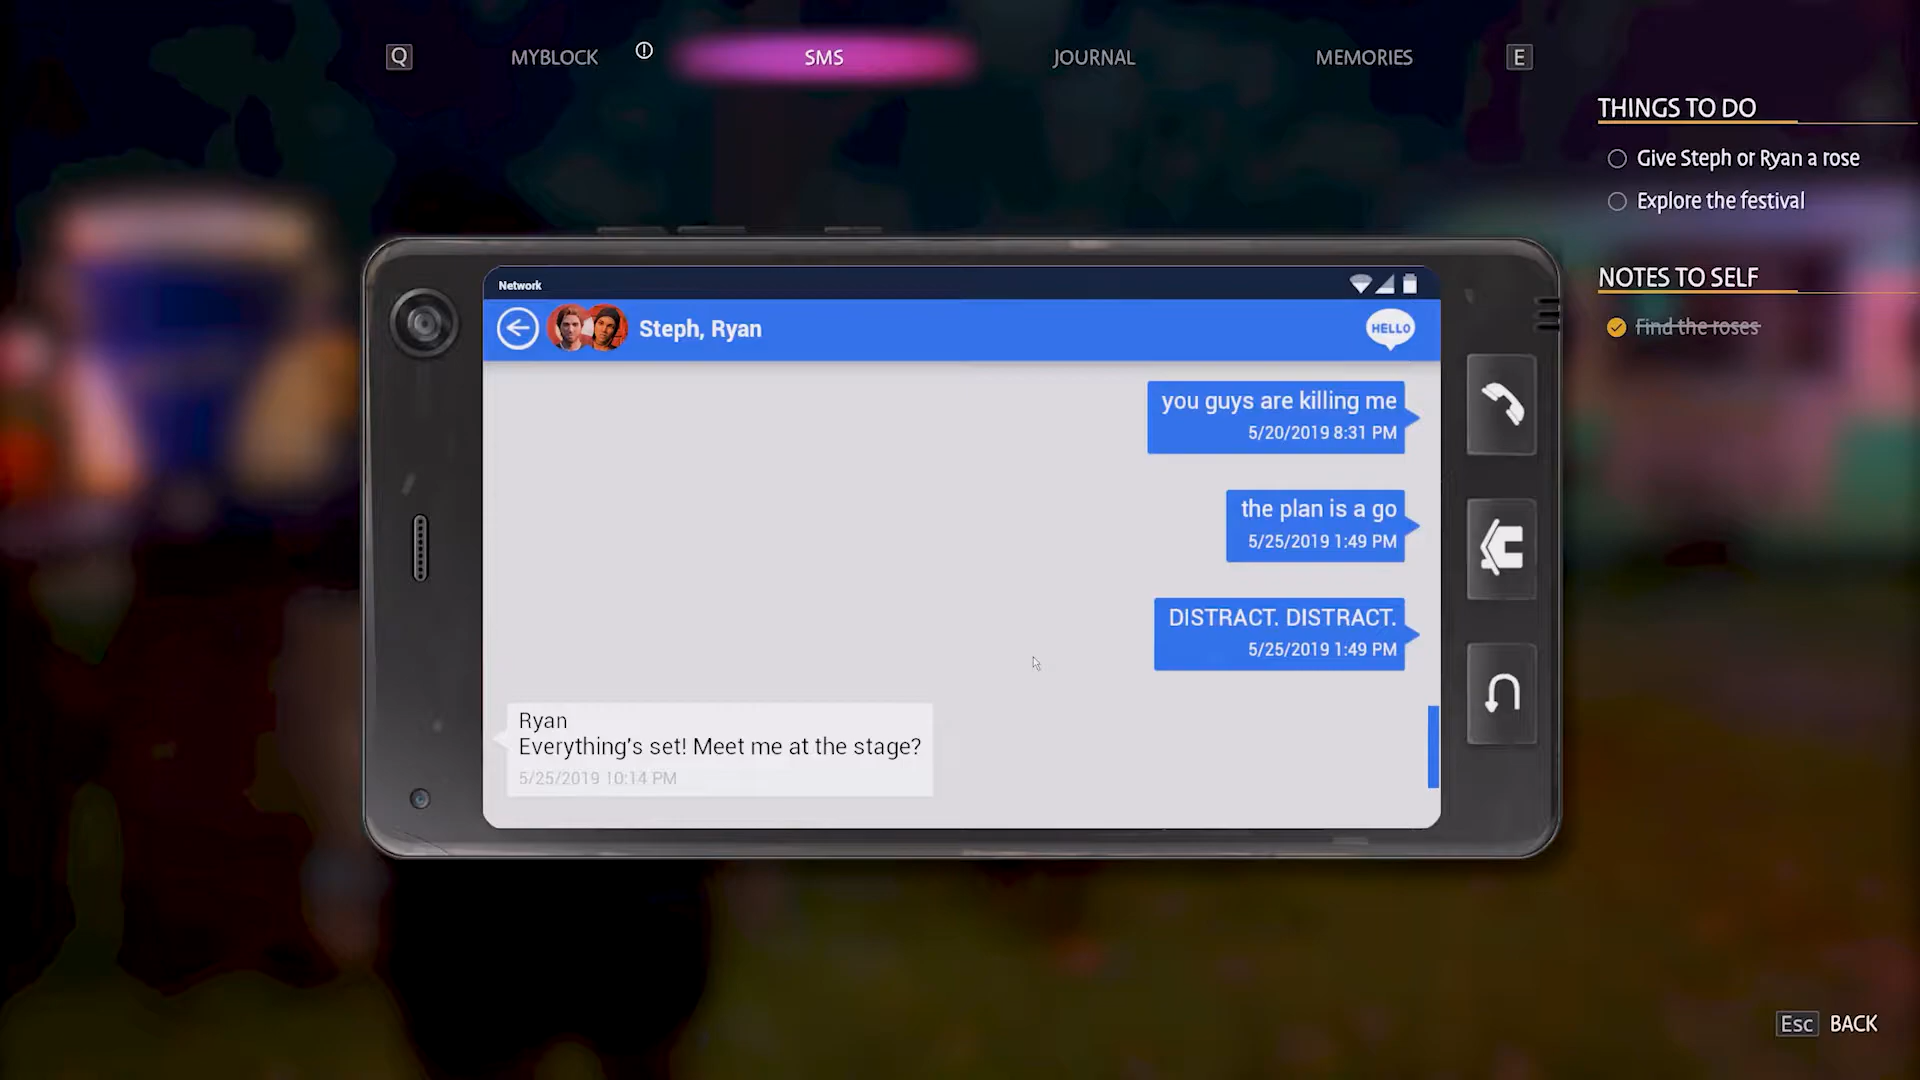 Q
MYBLOCK
SMS
JOURNAL
MEMORIES
E
THINGS TO DO
Give Steph or Ryan a rose
Explore the festival
NOTES TO SELF
Find the roses
Network
Steph, Ryan
HELLO
you guys are killing me
5/20/2019 8:31 PM
the plan is a go
5/25/2019 1:49 PM
DISTRACT. DISTRACT.
5/25/2019 1:49 PM
Ryan
Everything's set! Meet me at the stage?
5/25/2019 10:14 PM
Esc BACK